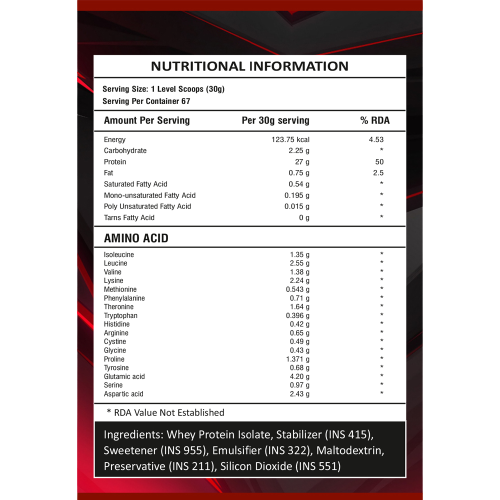 NUTRITIONAL INFORMATION
Serving Size: 1 Level Scoops (30g)
Serving Per Container 67
Amount Per Serving Per 30g serving % RDA
Energy 123.75 kcal 4.53
Carbohydrate 2.25 g *
Protein 27 g 50
Fat 0.75 g 2.5
Saturated Fatty Acid 0.54 g *
Mono-unsaturated Fatty Acid 0.195 g *
Poly Unsaturated Fatty Acid 0.015 g *
Tarns Fatty Acid 0 g *
AMINO ACID
Isoleucine 1.35 g *
Leucine 2.55 g *
Valine 1.38 g *
Lysine 2.24 g *
Methionine 0.543 g *
Phenylalanine 0.71 g *
Theronine 1.64 g *
Tryptophan 0.396 g *
Histidine 0.42 g *
Arginine 0.65 g *
Cystine 0.49 g *
Glycine 0.43 g *
Proline 1.371 g *
Tyrosine 0.68 g *
Glutamic acid 4.20 g *
Serine 0.97 g *
Aspartic acid 2.43 g *
* RDA Value Not Established
Ingredients: Whey Protein Isolate, Stabilizer (INS 415),
Sweetener (INS 955), Emulsifier (INS 322), Maltodextrin,
Preservative (INS 211), Silicon Dioxide (INS 551)